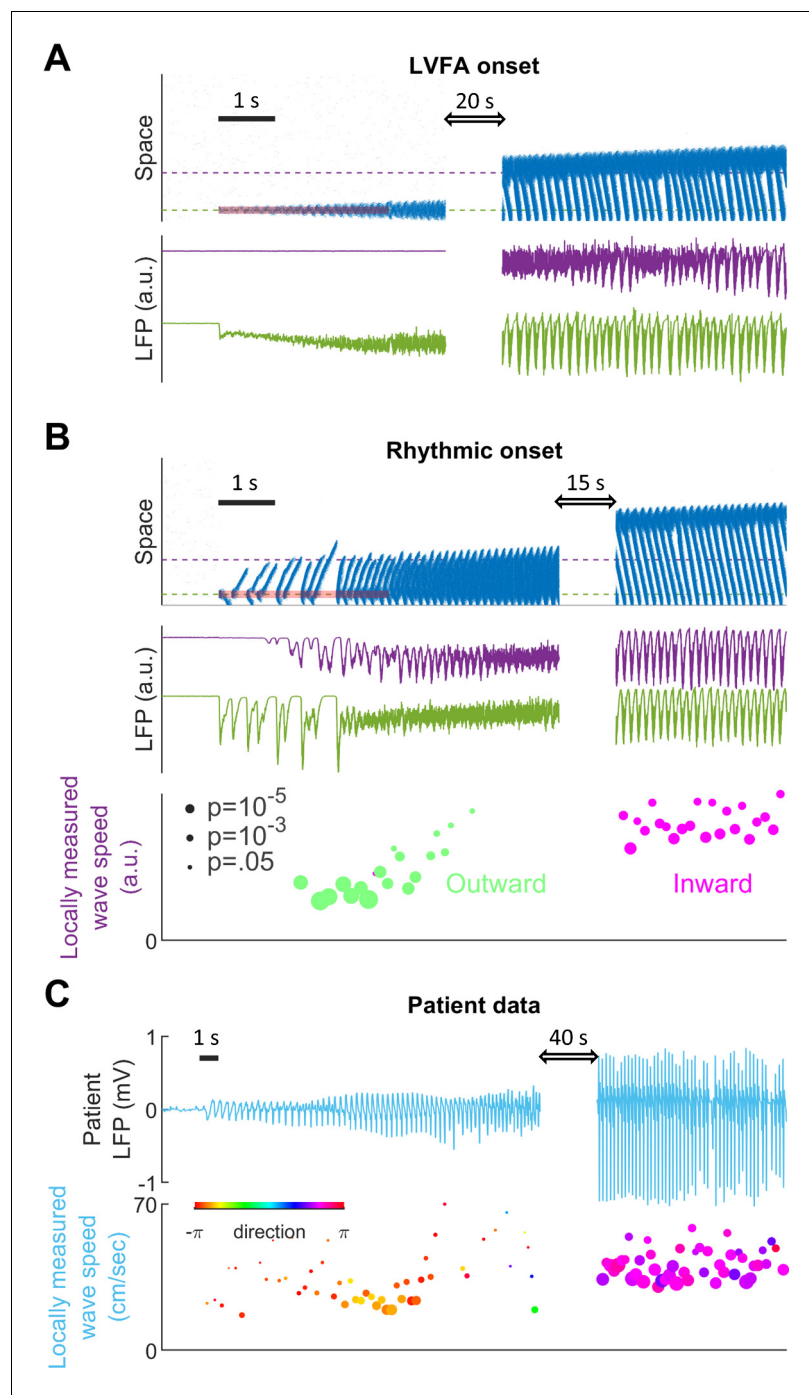 A
LVFA onset
1 s
20 s
Space
LFP (a.u.)
B
Rhythmic onset
1 s
15 s
Space
LFP (a.u.)
Locally measured
wave speed
(a.u.)
p=10-5
p=10-3
p=.05
Outward
Inward
0
C
Patient data
1 s
40 s
Patient
LFP (mV)
1
0
-1
Locally measured
wave speed
(cm/sec)
70
-π direction π
0